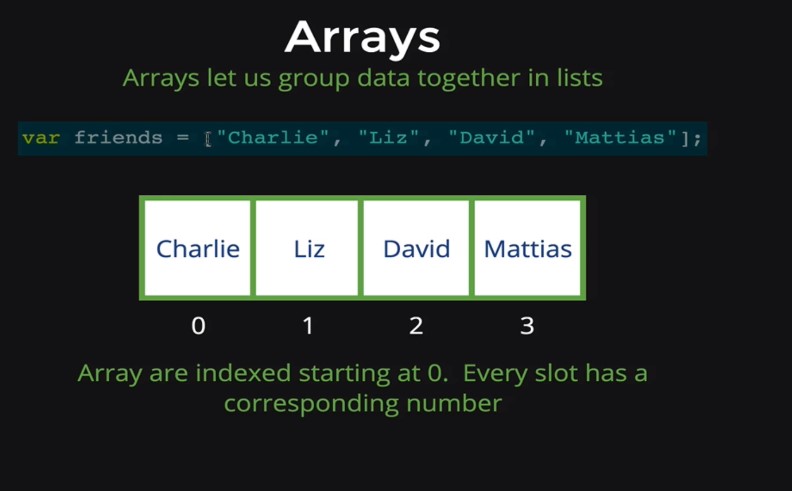 Arrays
Arrays let us group data together in lists
var friends = ["Charlie", "Liz", "David", "Mattias"];
Charlie Liz David Mattias
0 1 2 3
Array are indexed starting at 0. Every slot has a
corresponding number